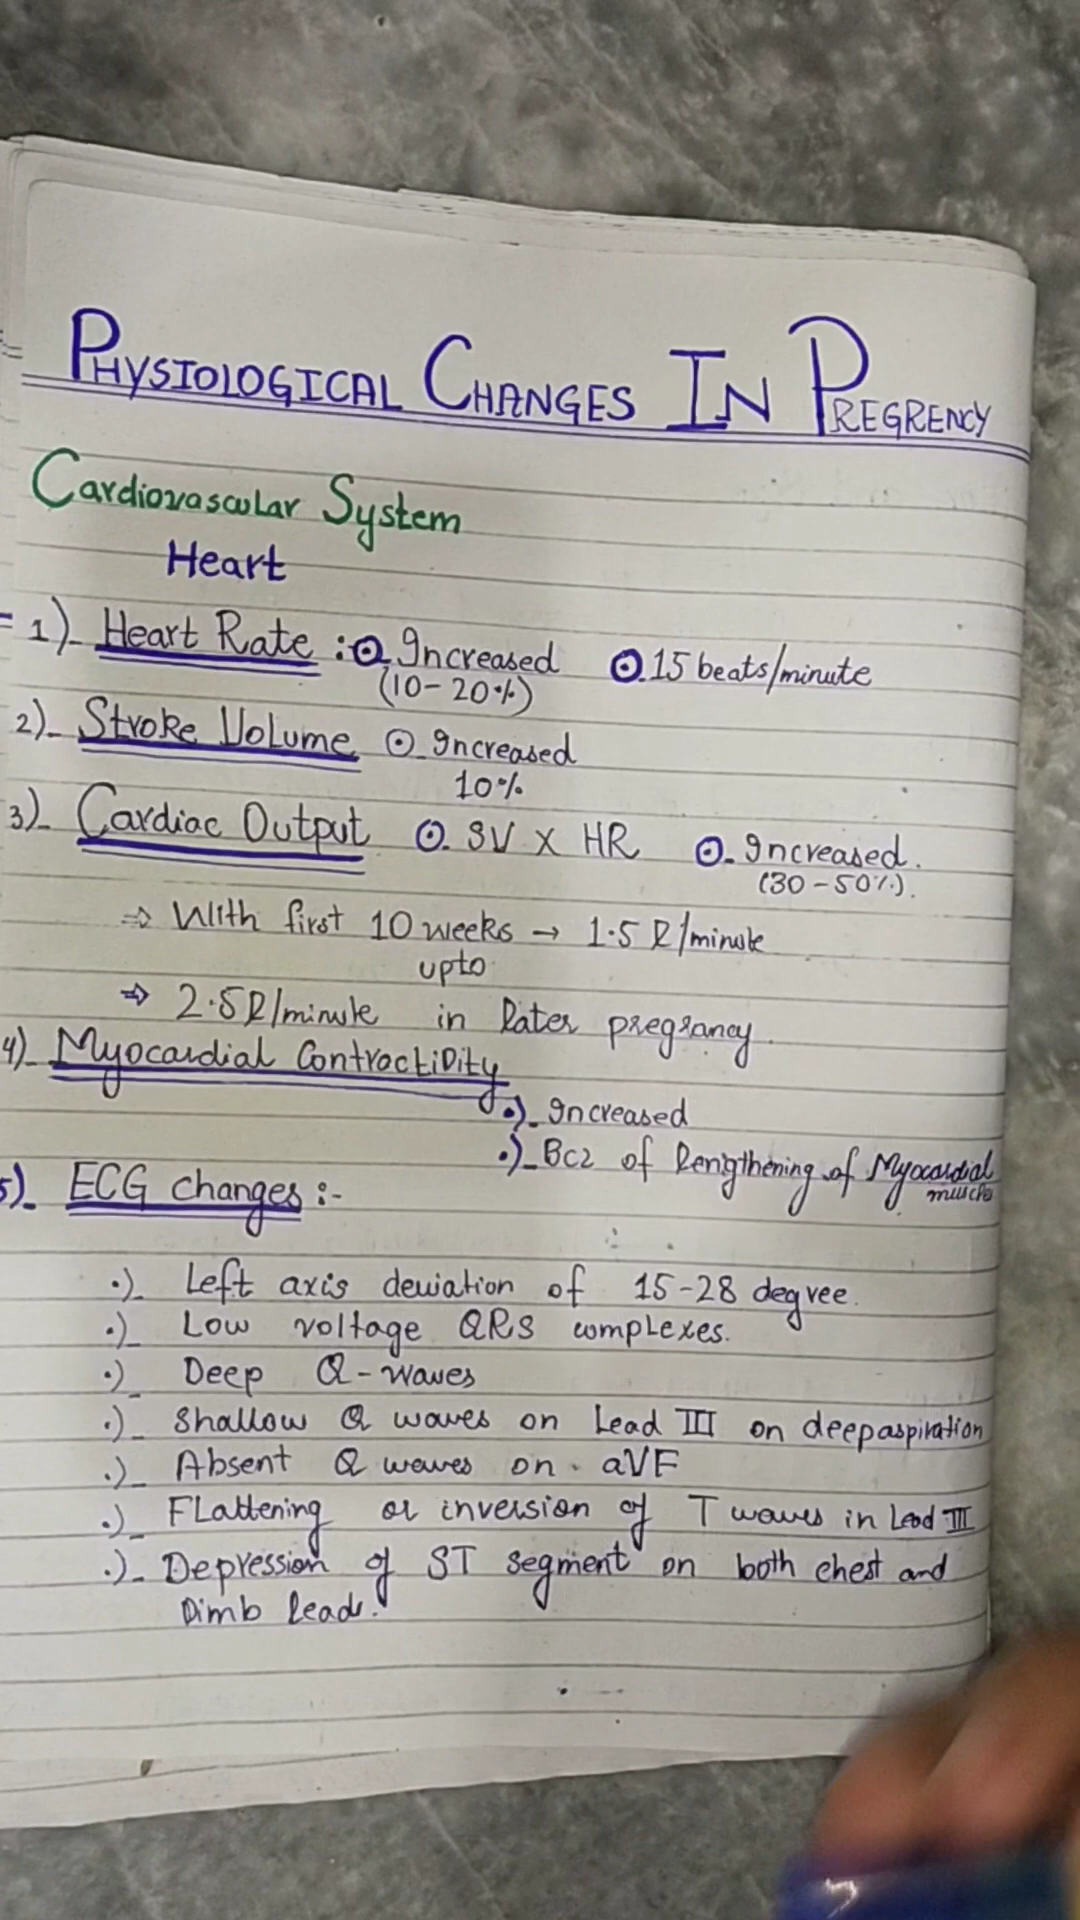 PHYSIOLOGICAL CHANGES IN PREGRENCY
Cardiovascular System
Heart
1)_ Heart Rate : Increased 15 beats/minute
(10-20%)
2)_ Stroke Volume Increased
10%
3)_ Cardiac Output SV X HR Increased.
(30-50%).
⇒ With first 10 weeks → 1.5 l/minute
upto
⇒ 2.5 l/minute in later pregnancy.
4)_ Myocardial Contractility
•)_ Increased
•)_ Bcz of lengthening of Myocardial
muscles
5)_ ECG changes :-
•)_ Left axis deviation of 15-28 degree.
•)_ Low voltage QRS complexes.
•)_ Deep Q-waves
•)_ Shallow Q waves on Lead III on deepaspiration
•)_ Absent Q waves on aVF
•)_ Flattening or inversion of T waves in Lead III
•)_ Depression of ST segment on both chest and
limb leads.